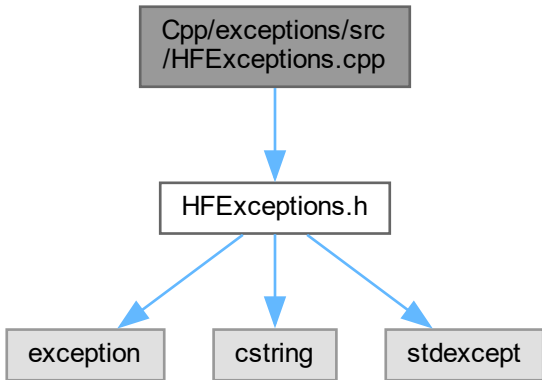 Cpp/exceptions/src
/HFExceptions.cpp
HFExceptions.h
exception
cstring
stdexcept